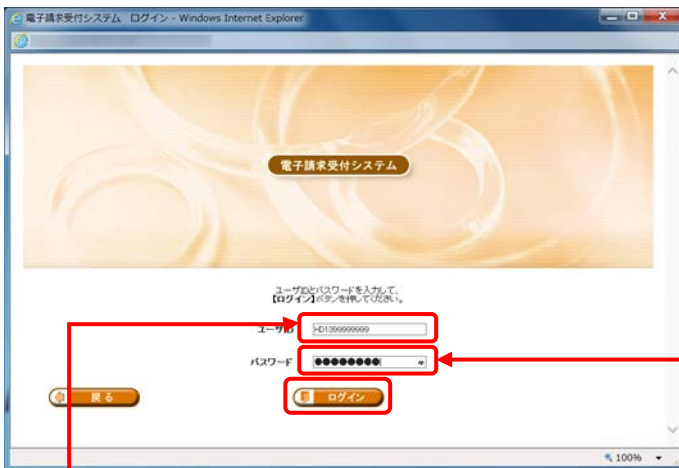 電子請求受付システム ログイン - Windows Internet Explorer
電子請求受付システム
ユーザIDとパスワードを入力して、
【ログイン】ボタンを押してください。
ユーザID HD1399999999
パスワード ●●●●●●●●
戻る
ログイン
100%